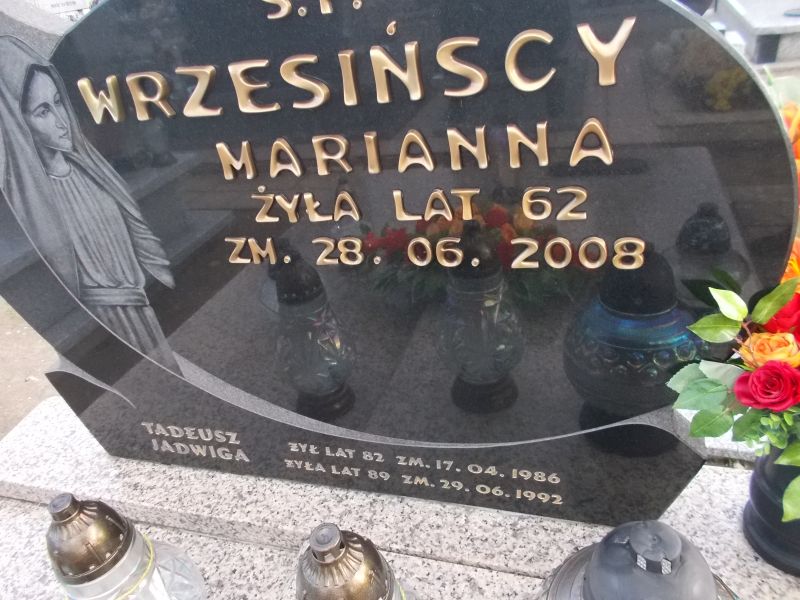 Ś.P.
WRZESIŃSCY
MARIANNA
ŻYŁA LAT 62
ZM. 28. 06. 2008
TADEUSZ ŻYŁ LAT 82 ZM. 17. 04. 1986
JADWIGA ŻYŁA LAT 89 ZM. 29. 06. 1992